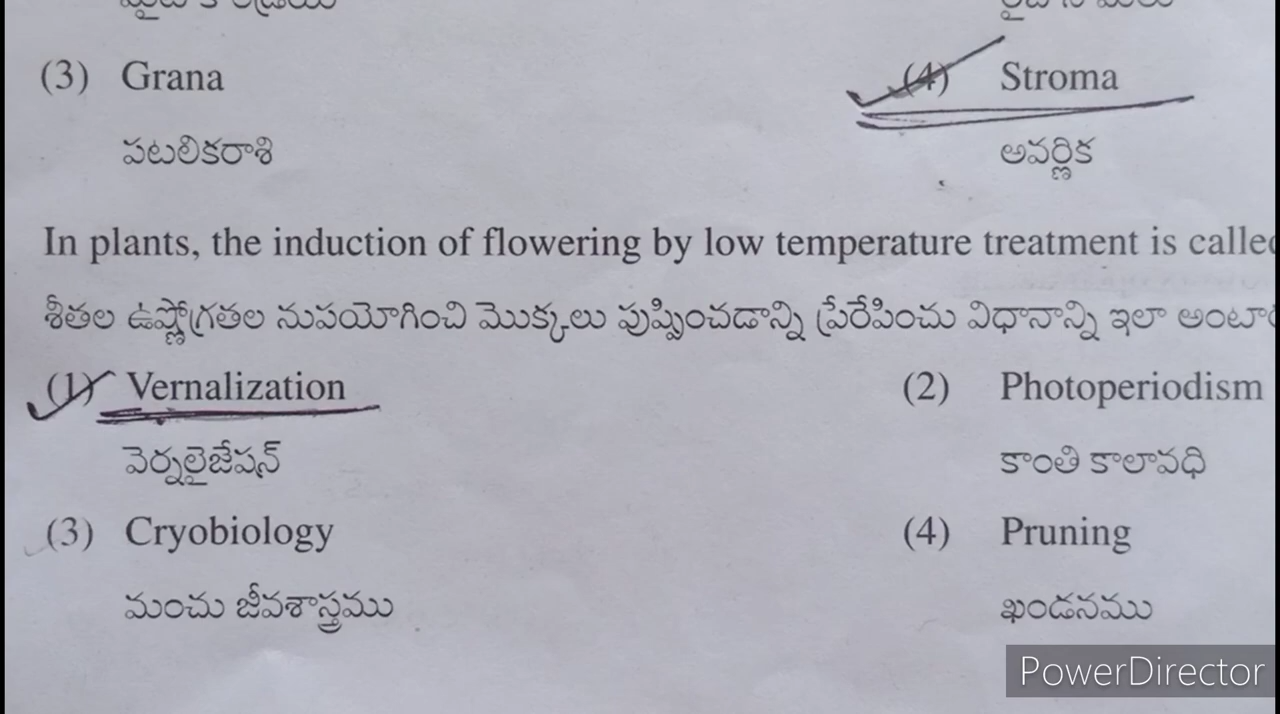 (3) Grana (4) Stroma
పటలికరాశి అవర్ణిక
In plants, the induction of flowering by low temperature treatment is called
శీతల ఉష్ణోగ్రతల నుపయోగించి మొక్కలు పుష్పించడాన్ని ప్రేరేపించు విధానాన్ని ఇలా
(1) Vernalization (2) Photoperiodism
వెర్నలైజేషన్ కాంతి కాలావధి
(3) Cryobiology (4) Pruning
మంచు జీవశాస్త్రము ఖండనము
PowerDirector